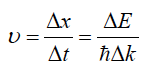 υ = Δx/Δt = ΔE/ħΔk